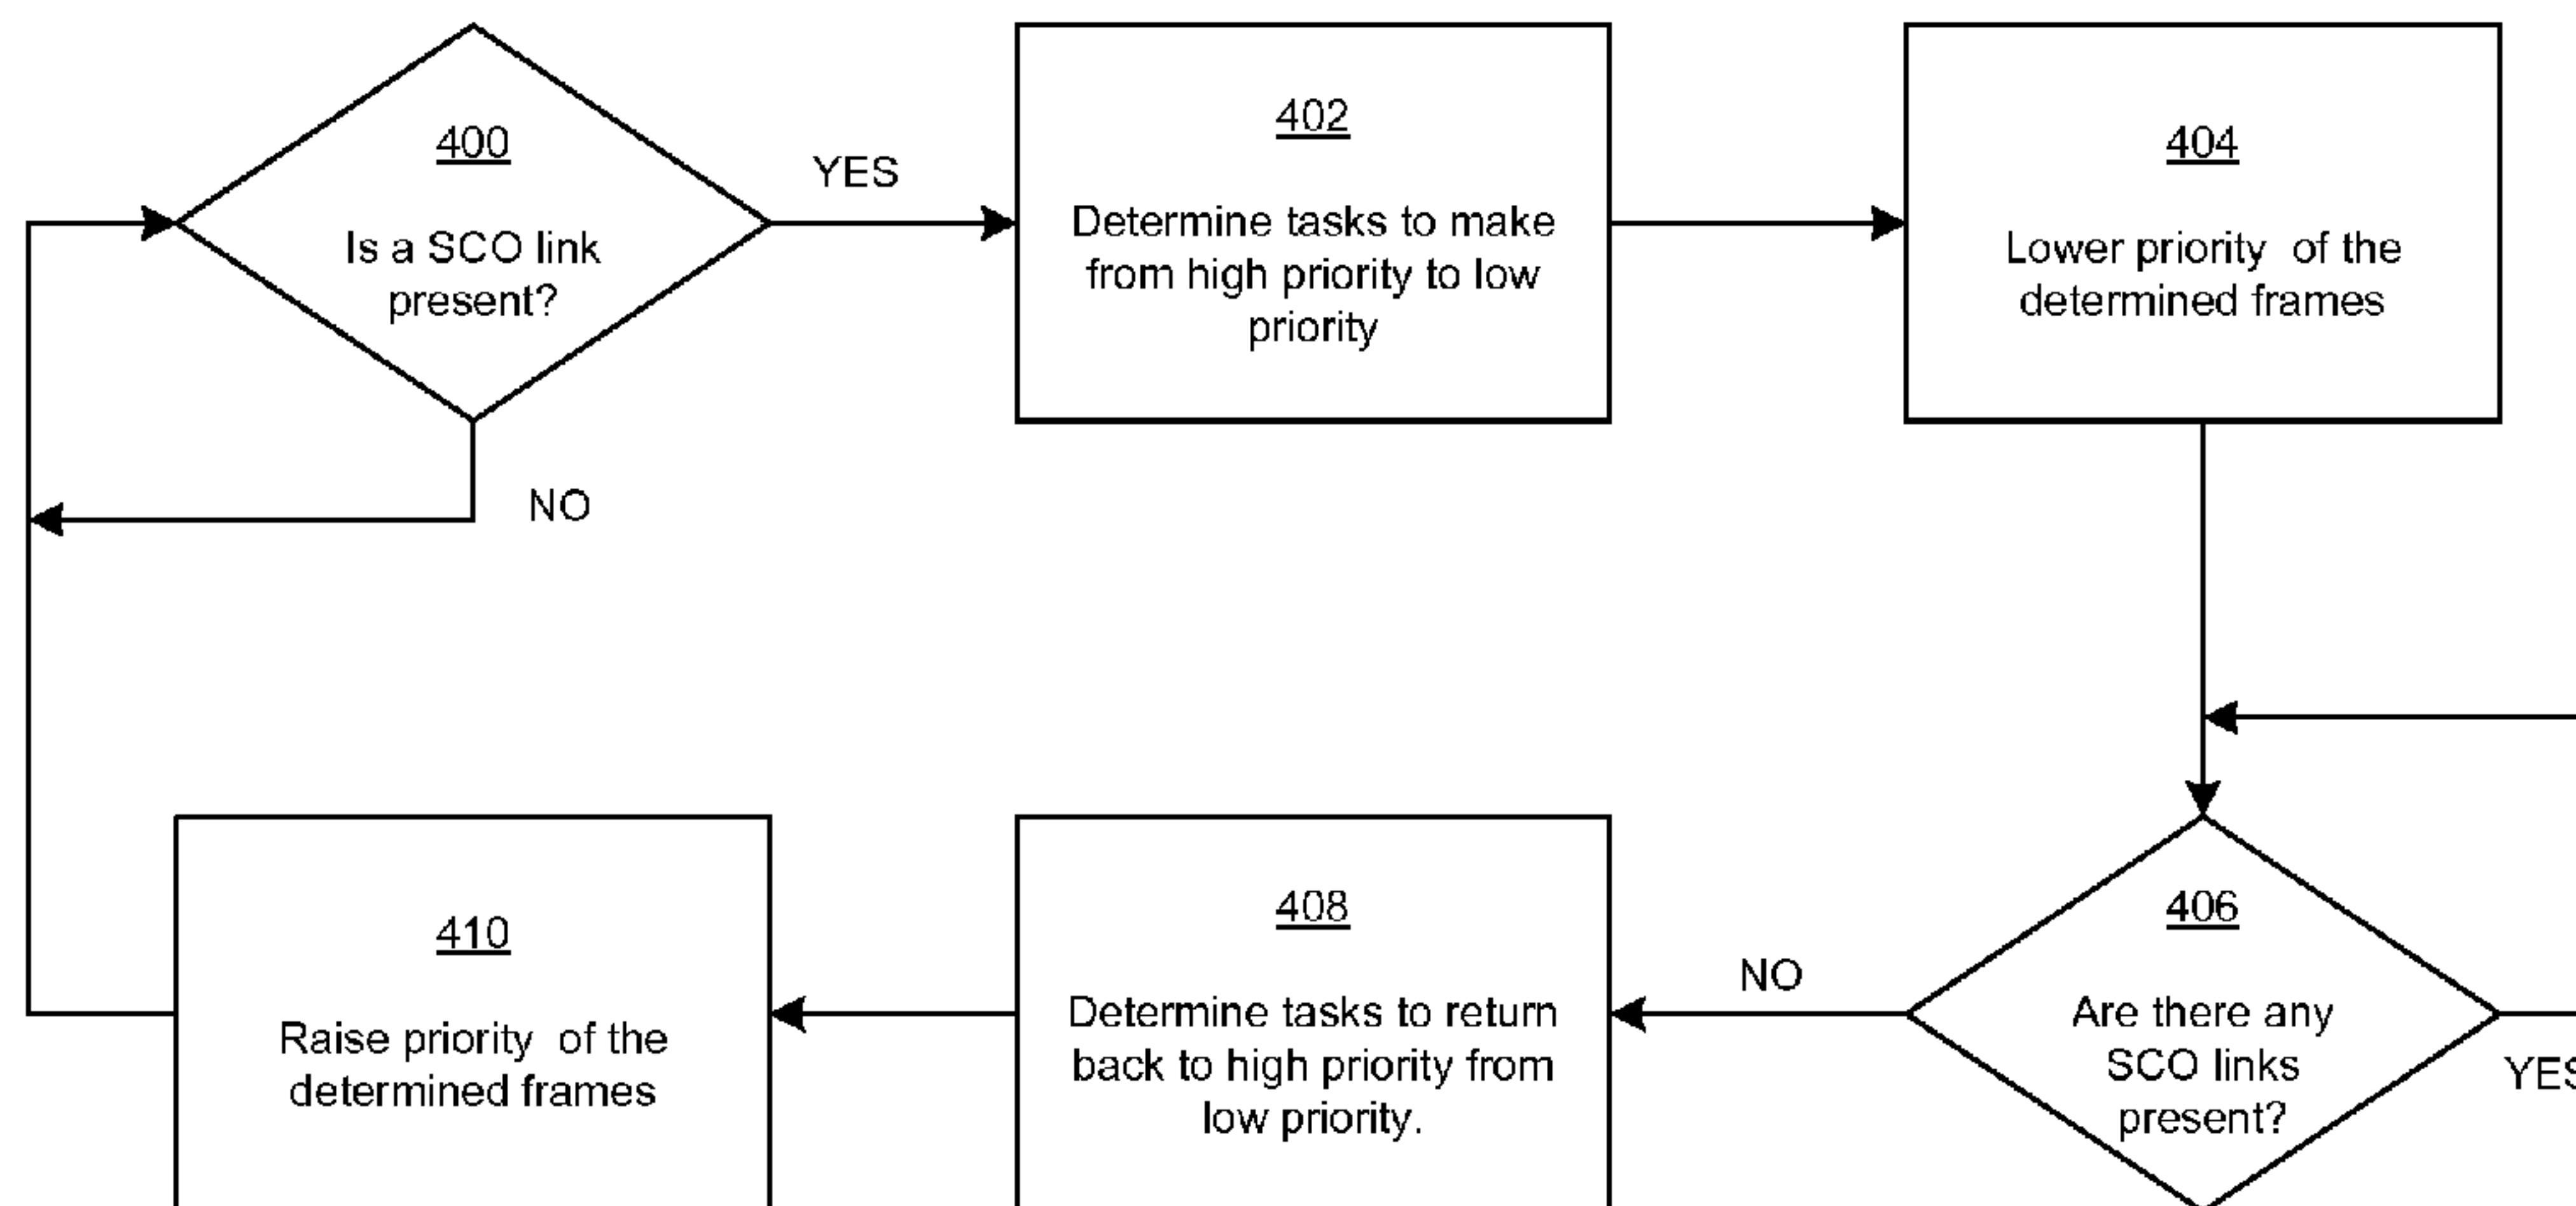 400
Is a SCO link
present?
YES
NO
402
Determine tasks to make
from high priority to low
priority
404
Lower priority of the
determined frames
406
Are there any
SCO links
present?
YES
NO
408
Determine tasks to return
back to high priority from
low priority.
410
Raise priority of the
determined frames